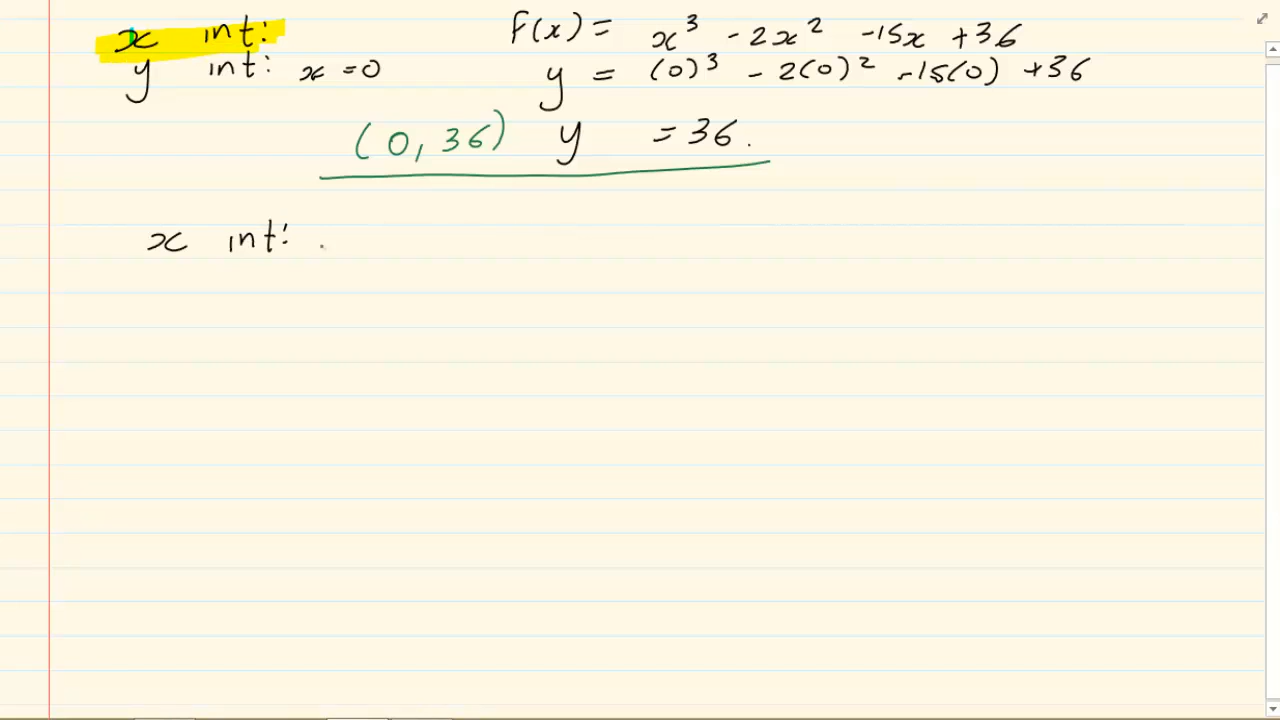 x int: F(x) = x³ - 2x² - 15x + 36
y int: x = 0 y = (0)³ - 2(0)² - 15(0) + 36
(0, 36) y = 36.
x int: